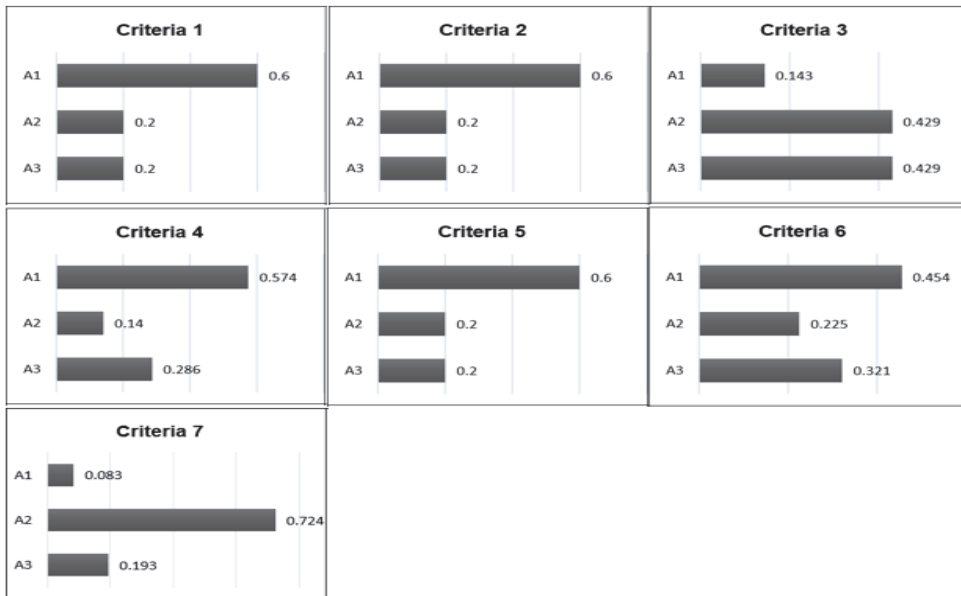 Criteria 1
A1 0.6
A2 0.2
A3 0.2
Criteria 2
A1 0.6
A2 0.2
A3 0.2
Criteria 3
A1 0.143
A2 0.429
A3 0.429
Criteria 4
A1 0.574
A2 0.14
A3 0.286
Criteria 5
A1 0.6
A2 0.2
A3 0.2
Criteria 6
A1 0.454
A2 0.225
A3 0.321
Criteria 7
A1 0.083
A2 0.724
A3 0.193